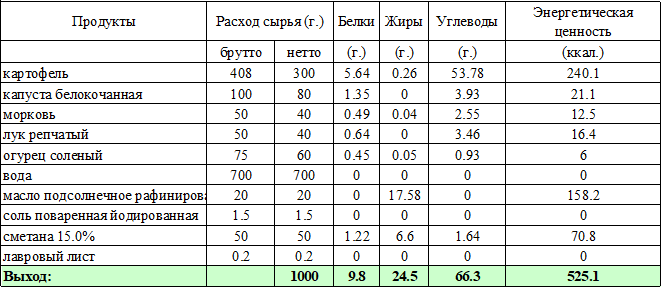 Продукты Расход сырья (г.) Белки Жиры Углеводы Энергетическая ценность
брутто нетто (г.) (г.) (г.) (ккал.)
картофель 408 300 5.64 0.26 53.78 240.1
капуста белокочанная 100 80 1.35 0 3.93 21.1
морковь 50 40 0.49 0.04 2.55 12.5
лук репчатый 50 40 0.64 0 3.46 16.4
огурец соленый 75 60 0.45 0.05 0.93 6
вода 700 700 0 0 0 0
масло подсолнечное рафинирова 20 20 0 17.58 0 158.2
соль поваренная йодированная 1.5 1.5 0 0 0 0
сметана 15.0% 50 50 1.22 6.6 1.64 70.8
лавровый лист 0.2 0.2 0 0 0 0
Выход: 1000 9.8 24.5 66.3 525.1